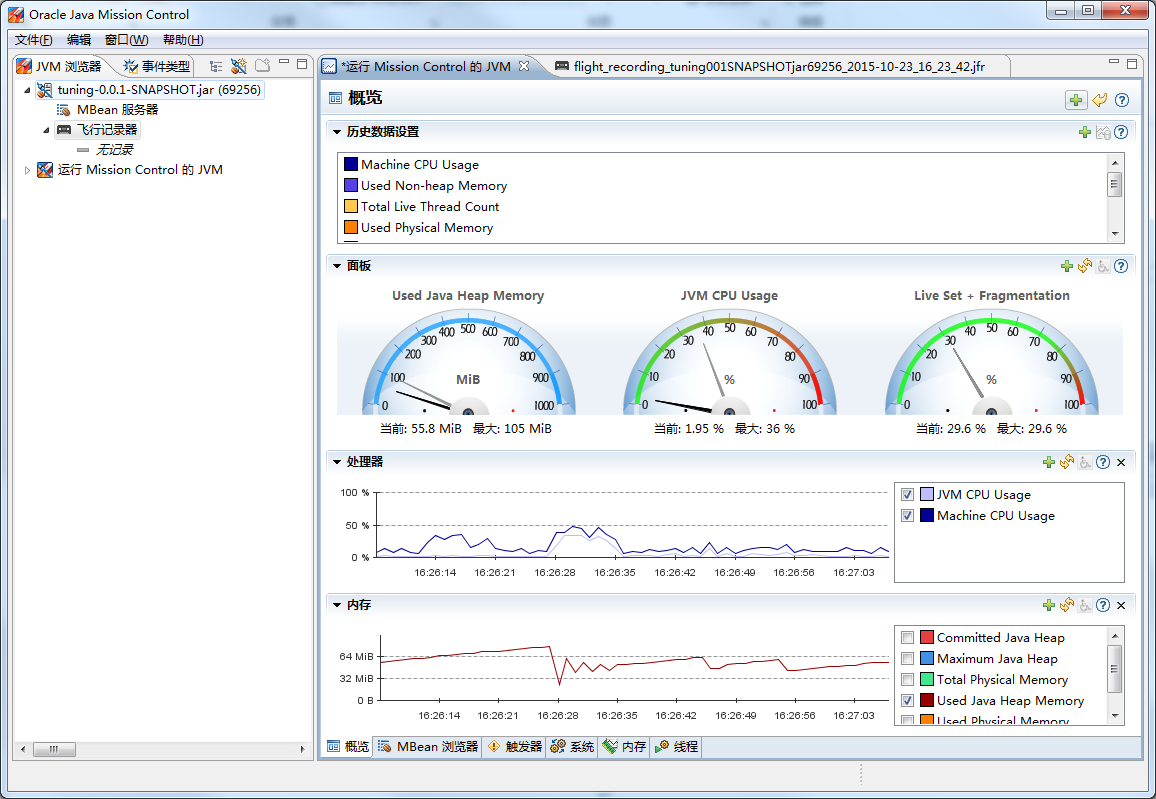 Oracle Java Mission Control
文件(F) 编辑 窗口(W) 帮助(H)
JVM 浏览器 事件类型
tuning-0.0.1-SNAPSHOT.jar (69256)
MBean 服务器
飞行记录器
无记录
运行 Mission Control 的 JVM
*运行 Mission Control 的 JVM flight_recording_tuning001SNAPSHOTjar69256_2015-10-23_16_23_42.jfr
概览
历史数据设置
Machine CPU Usage
Used Non-heap Memory
Total Live Thread Count
Used Physical Memory
面板
Used Java Heap Memory JVM CPU Usage Live Set + Fragmentation
0 100 200 300 400 500 600 700 800 900 1000 MiB
0 10 20 30 40 50 60 70 80 90 100 %
0 10 20 30 40 50 60 70 80 90 100 %
当前: 55.8 MiB 最大: 105 MiB 当前: 1.95 % 最大: 36 % 当前: 29.6 % 最大: 29.6 %
处理器
100 %
50 %
0 %
16:26:14 16:26:21 16:26:28 16:26:35 16:26:42 16:26:49 16:26:56 16:27:03
JVM CPU Usage
Machine CPU Usage
内存
64 MiB
32 MiB
0 B
16:26:14 16:26:21 16:26:28 16:26:35 16:26:42 16:26:49 16:26:56 16:27:03
Committed Java Heap
Maximum Java Heap
Total Physical Memory
Used Java Heap Memory
Used Physical Memory
概览 MBean 浏览器 触发器 系统 内存 线程